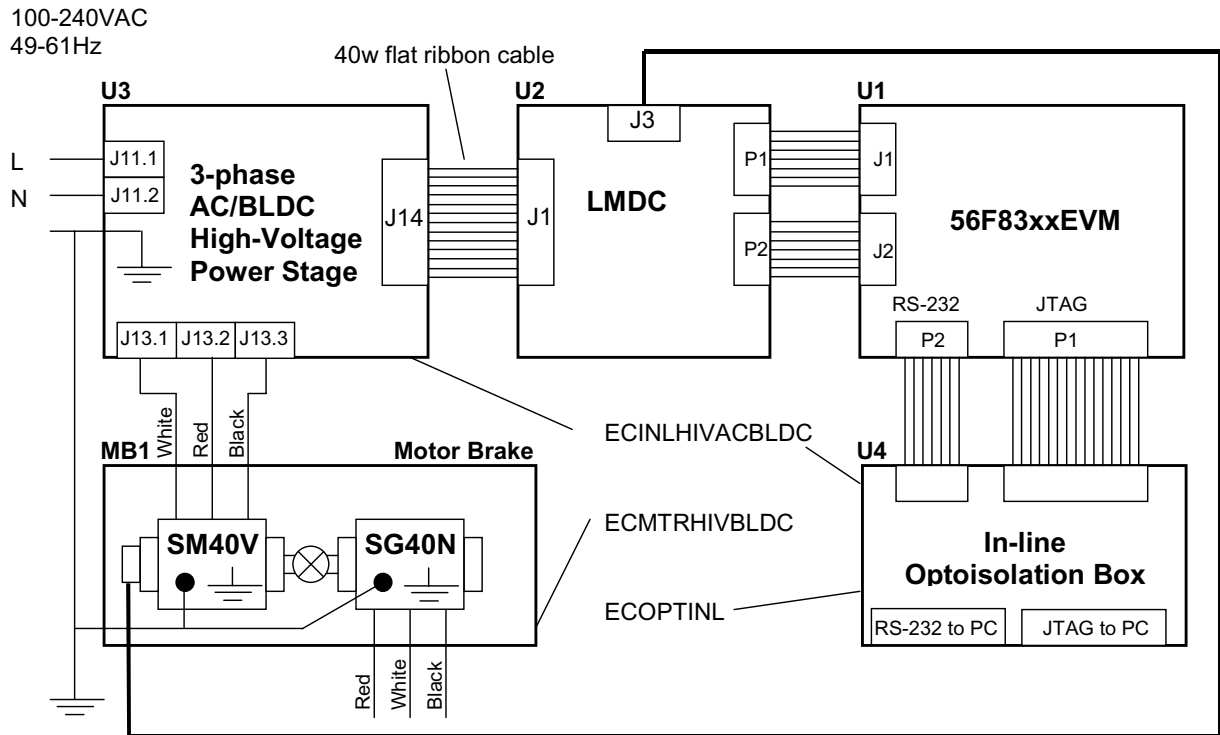 100-240VAC
49-61Hz
40w flat ribbon cable
U3
U2
U1
L
N
J11.1
J11.2
3-phase
AC/BLDC
High-Voltage
Power Stage
J14
J1
J3
LMDC
P1
P2
J1
J2
56F83xxEVM
RS-232
JTAG
P2
P1
J13.1
J13.2
J13.3
White
Red
Black
ECINLHIVACBLDC
MB1
Motor Brake
SM40V
SG40N
ECMTRHIVBLDC
ECOPTINL
Red
White
Black
U4
In-line
Optoisolation Box
RS-232 to PC
JTAG to PC